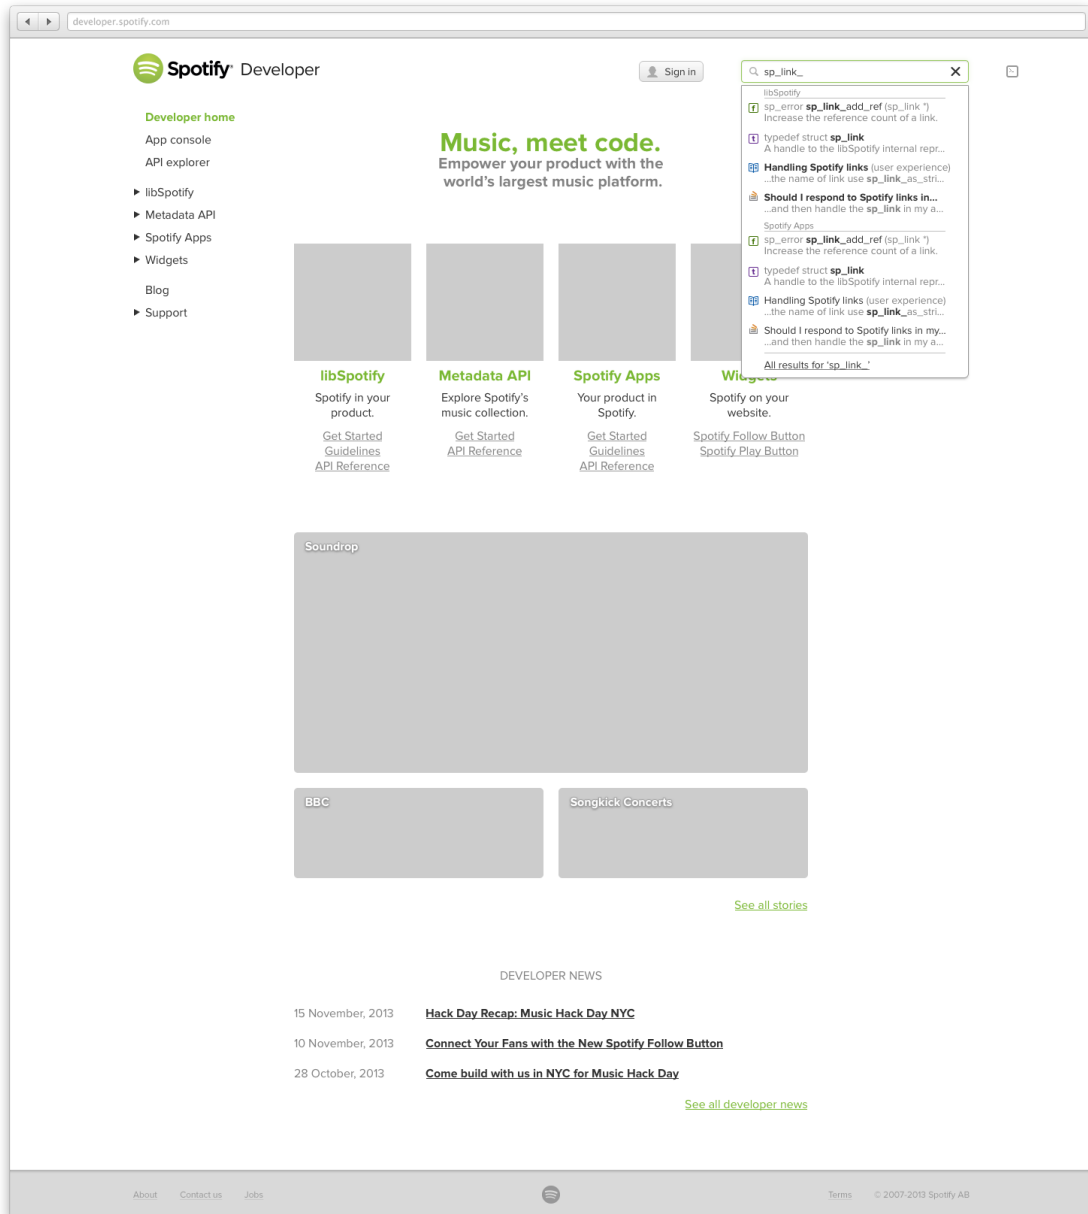 developer.spotify.com
Spotify Developer
Sign in
sp_link_
Developer home
App console
API explorer
libSpotify
Metadata API
Spotify Apps
Widgets
Blog
Support
Music, meet code.
Empower your product with the
world's largest music platform.
libSpotify
f sp_error sp_link_add_ref (sp_link *)
Increase the reference count of a link.
t typedef struct sp_link
A handle to the libSpotify internal repr...
Handling Spotify links (user experience)
...the name of link use sp_link_as_stri...
Should I respond to Spotify links in...
...and then handle the sp_link in my a...
Spotify Apps
f sp_error sp_link_add_ref (sp_link *)
Increase the reference count of a link.
t typedef struct sp_link
A handle to the libSpotify internal repr...
Handling Spotify links (user experience)
...the name of link use sp_link_as_stri...
Should I respond to Spotify links in my...
...and then handle the sp_link in my a...
All results for 'sp_link_'
libSpotify
Spotify in your
product.
Get Started
Guidelines
API Reference
Metadata API
Explore Spotify's
music collection.
Get Started
API Reference
Spotify Apps
Your product in
Spotify.
Get Started
Guidelines
API Reference
Widgets
Spotify on your
website.
Spotify Follow Button
Spotify Play Button
Soundrop
BBC
Songkick Concerts
See all stories
DEVELOPER NEWS
15 November, 2013 Hack Day Recap: Music Hack Day NYC
10 November, 2013 Connect Your Fans with the New Spotify Follow Button
28 October, 2013 Come build with us in NYC for Music Hack Day
See all developer news
About Contact us Jobs
Terms © 2007-2013 Spotify AB